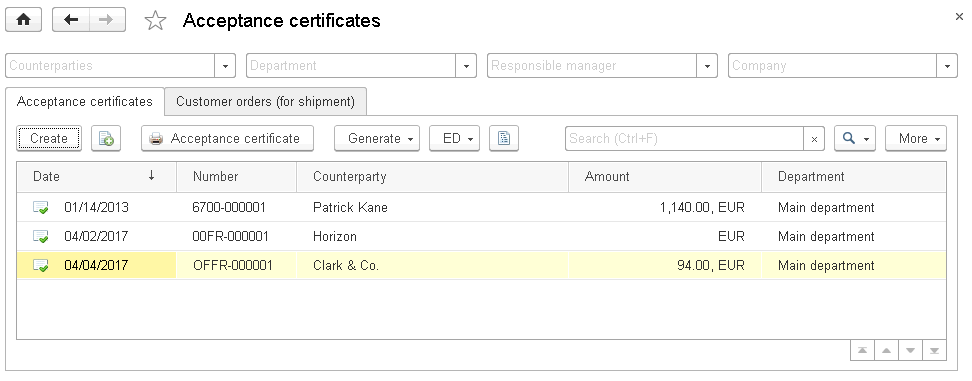 Acceptance certificates
Counterparties Department Responsible manager Company
Acceptance certificates Customer orders (for shipment)
Create Acceptance certificate Generate ED Search (Ctrl+F) × More
Date ↓ Number Counterparty Amount Department
01/14/2013 6700-000001 Patrick Kane 1,140.00, EUR Main department
04/02/2017 00FR-000001 Horizon EUR Main department
04/04/2017 OFFR-000001 Clark & Co. 94.00, EUR Main department